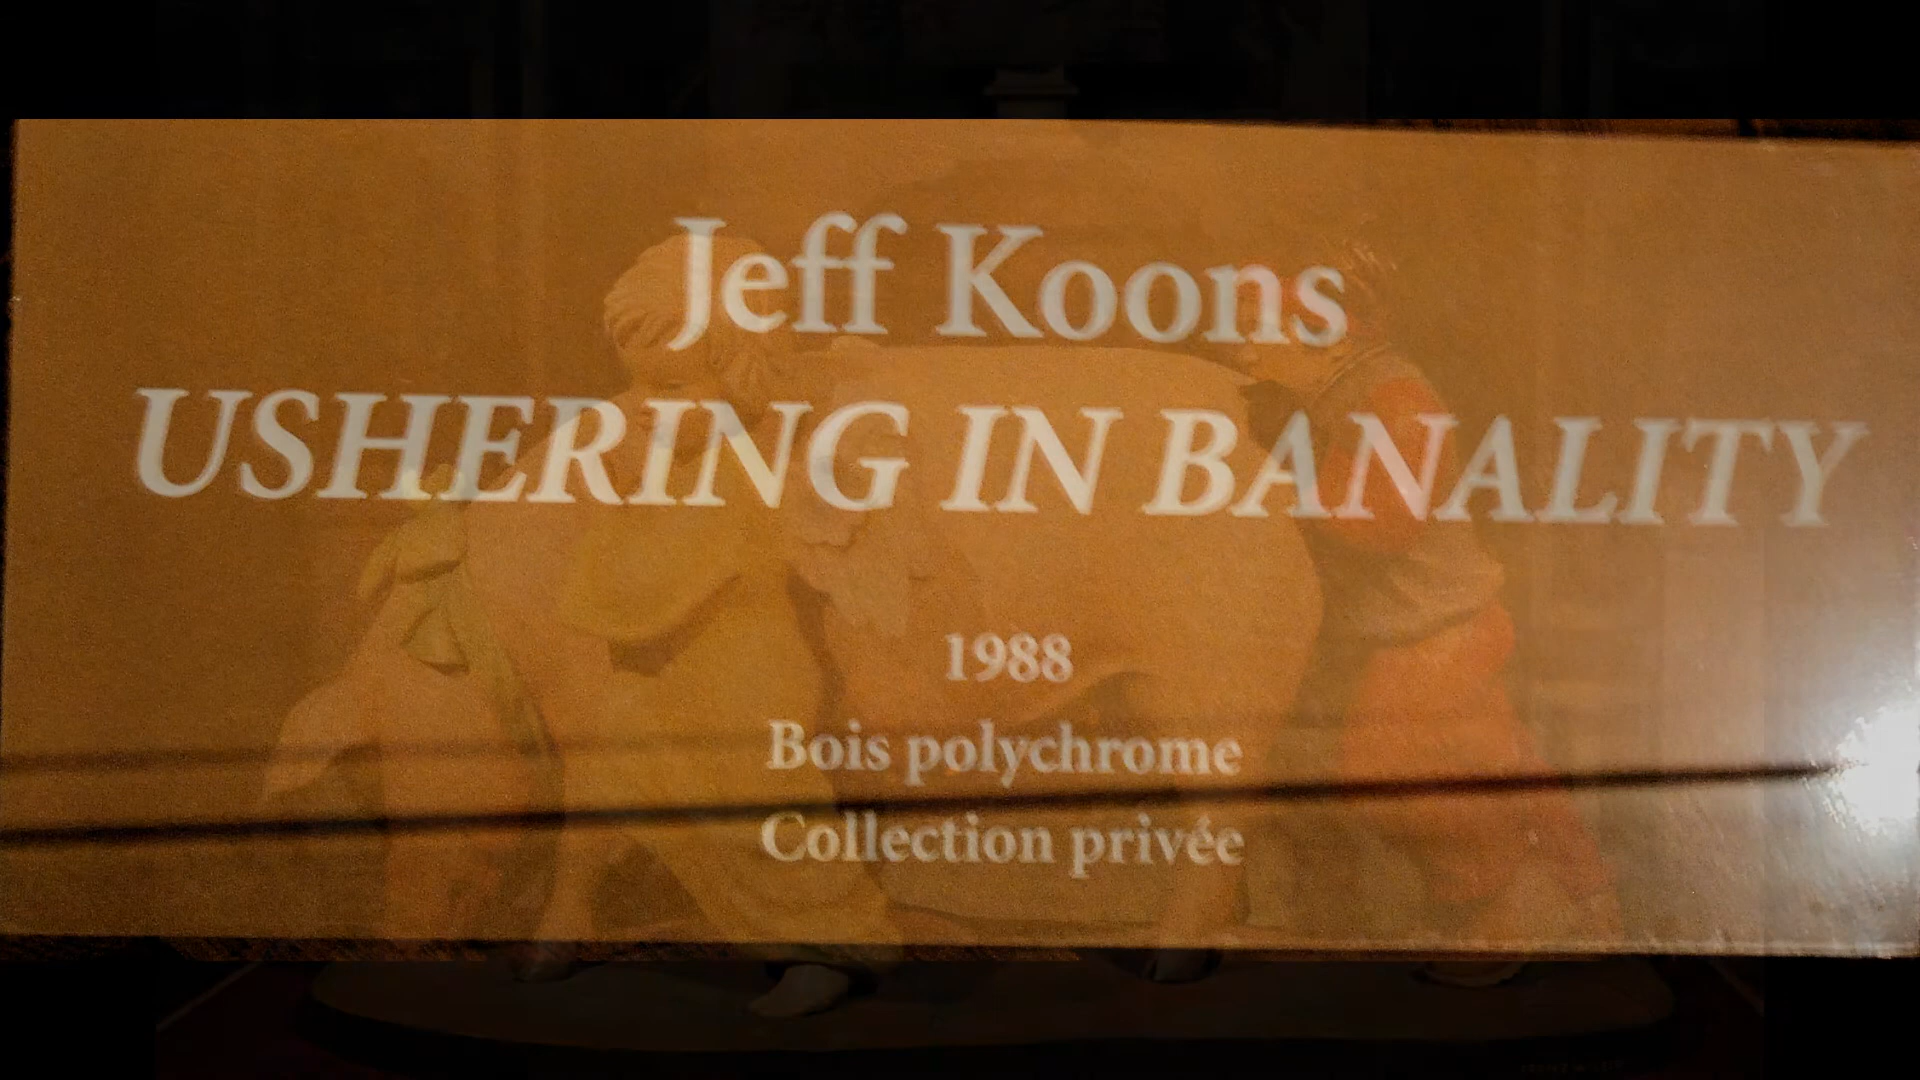 Jeff Koons
USHERING IN BANALITY
1988
Bois polychrome
Collection privée